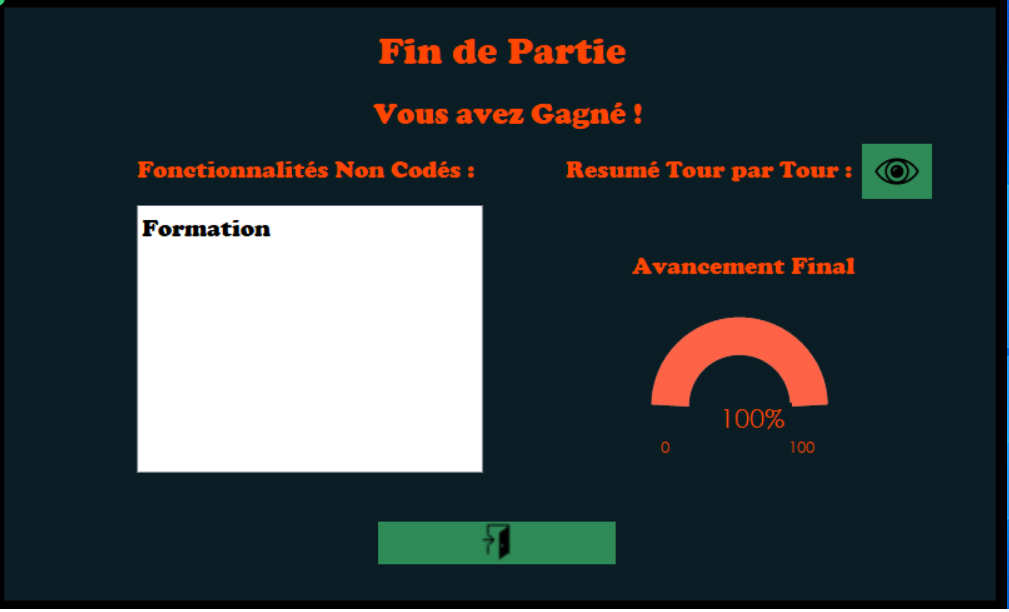 Fin de Partie
Vous avez Gagné !
Fonctionnalités Non Codés :
Resumé Tour par Tour :
Formation
Avancement Final
100%
0
100